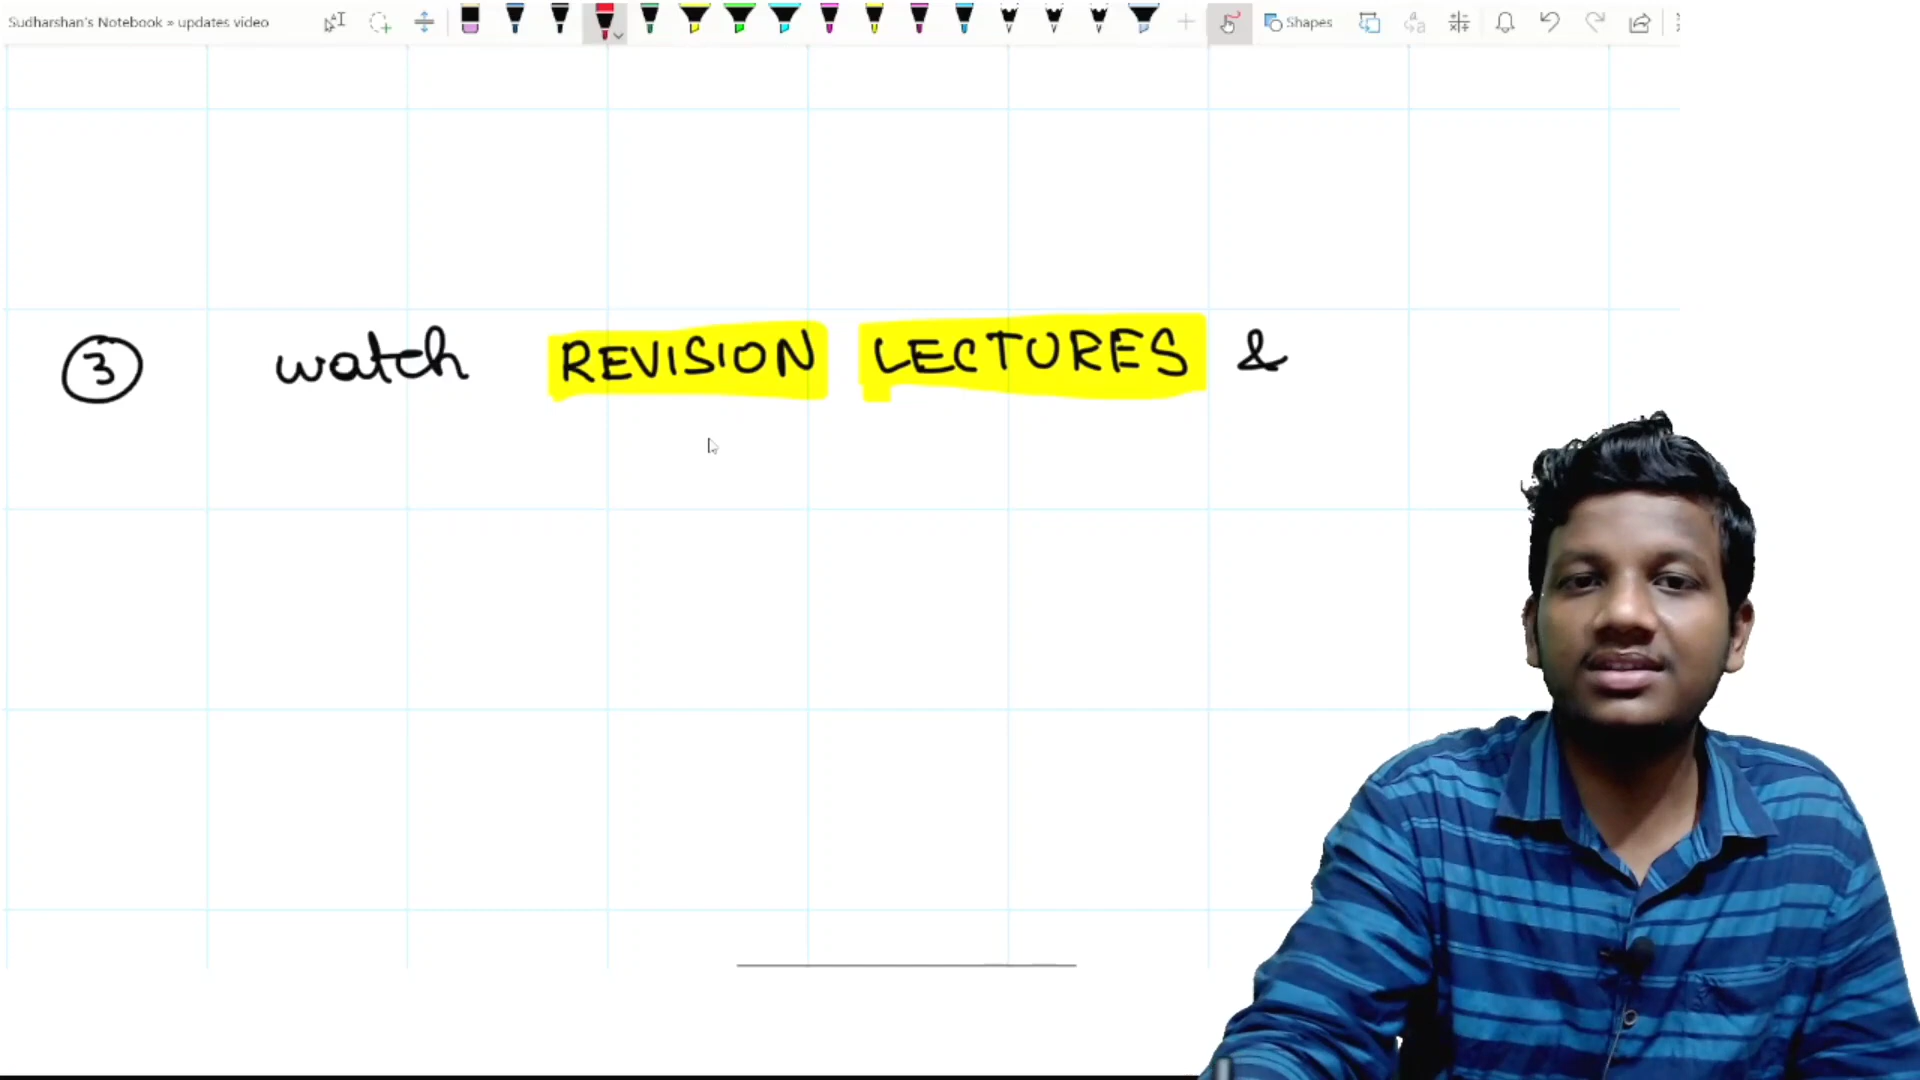 Sudharshan's Notebook » updates video
Shapes
3 watch REVISION LECTURES &